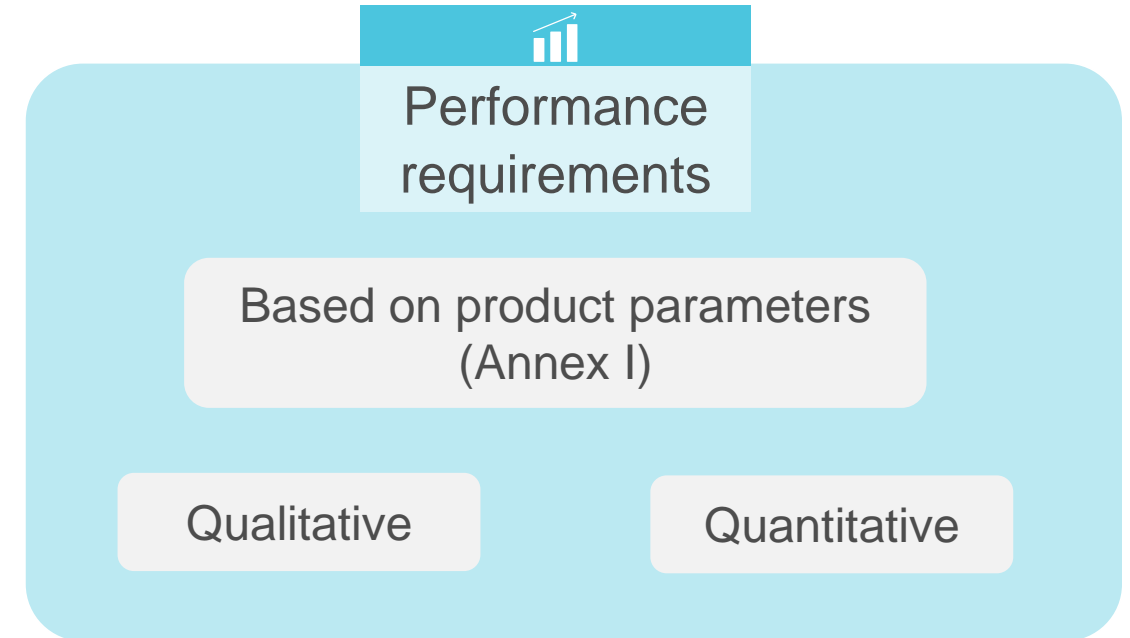 Performance
requirements
Based on product parameters
(Annex I)
Qualitative
Quantitative